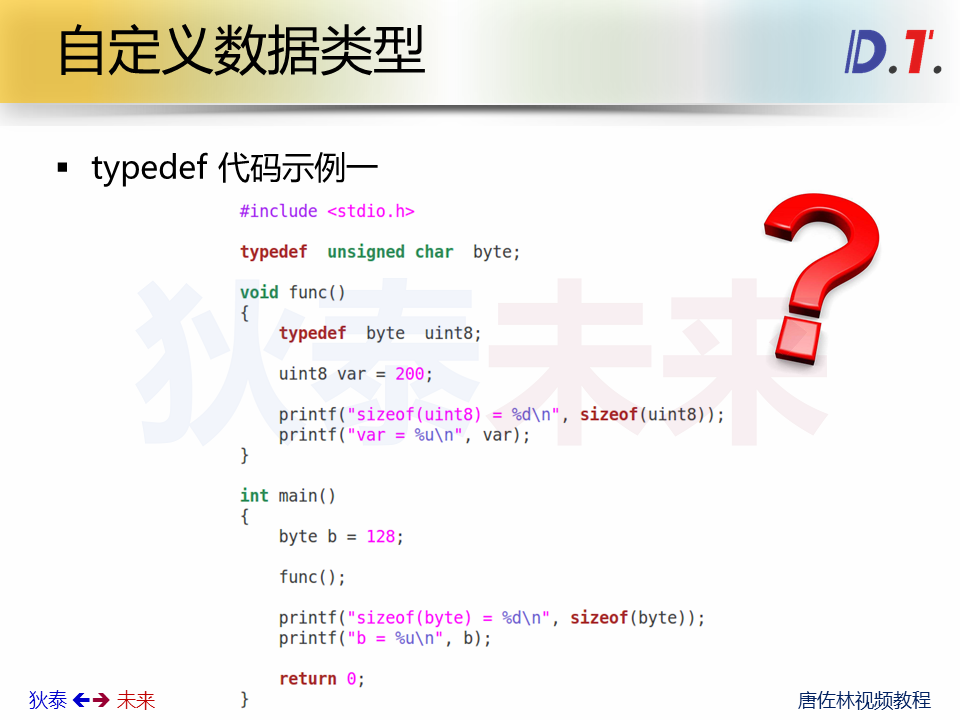 自定义数据类型
D.T.
▪ typedef 代码示例一
#include <stdio.h>
typedef  unsigned char  byte;
void func()
{
    typedef  byte  uint8;
    uint8 var = 200;
    printf("sizeof(uint8) = %d\n", sizeof(uint8));
    printf("var = %u\n", var);
}
int main()
{
    byte b = 128;
    func();
    printf("sizeof(byte) = %d\n", sizeof(byte));
    printf("b = %u\n", b);
    return 0;
}
?
狄泰未来
狄泰 🡸🡺 未来
唐佐林视频教程